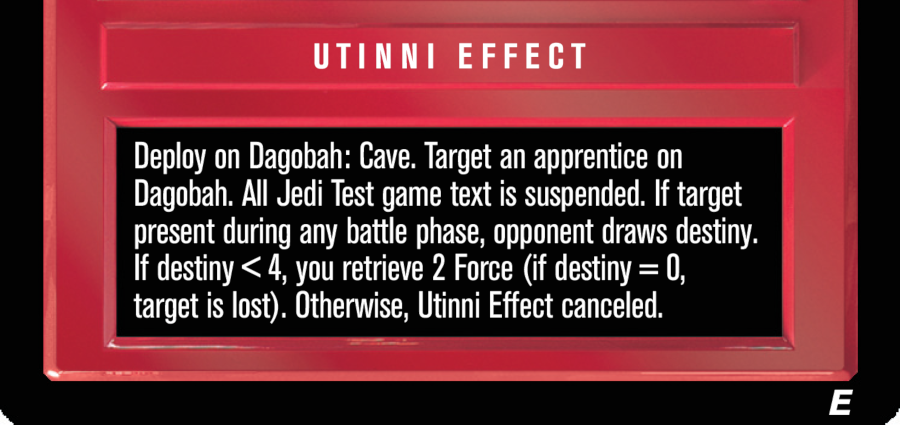 UTINNI EFFECT
Deploy on Dagobah: Cave. Target an apprentice on
Dagobah. All Jedi Test game text is suspended. If target
present during any battle phase, opponent draws destiny.
If destiny < 4, you retrieve 2 Force (if destiny = 0,
target is lost). Otherwise, Utinni Effect canceled.
E